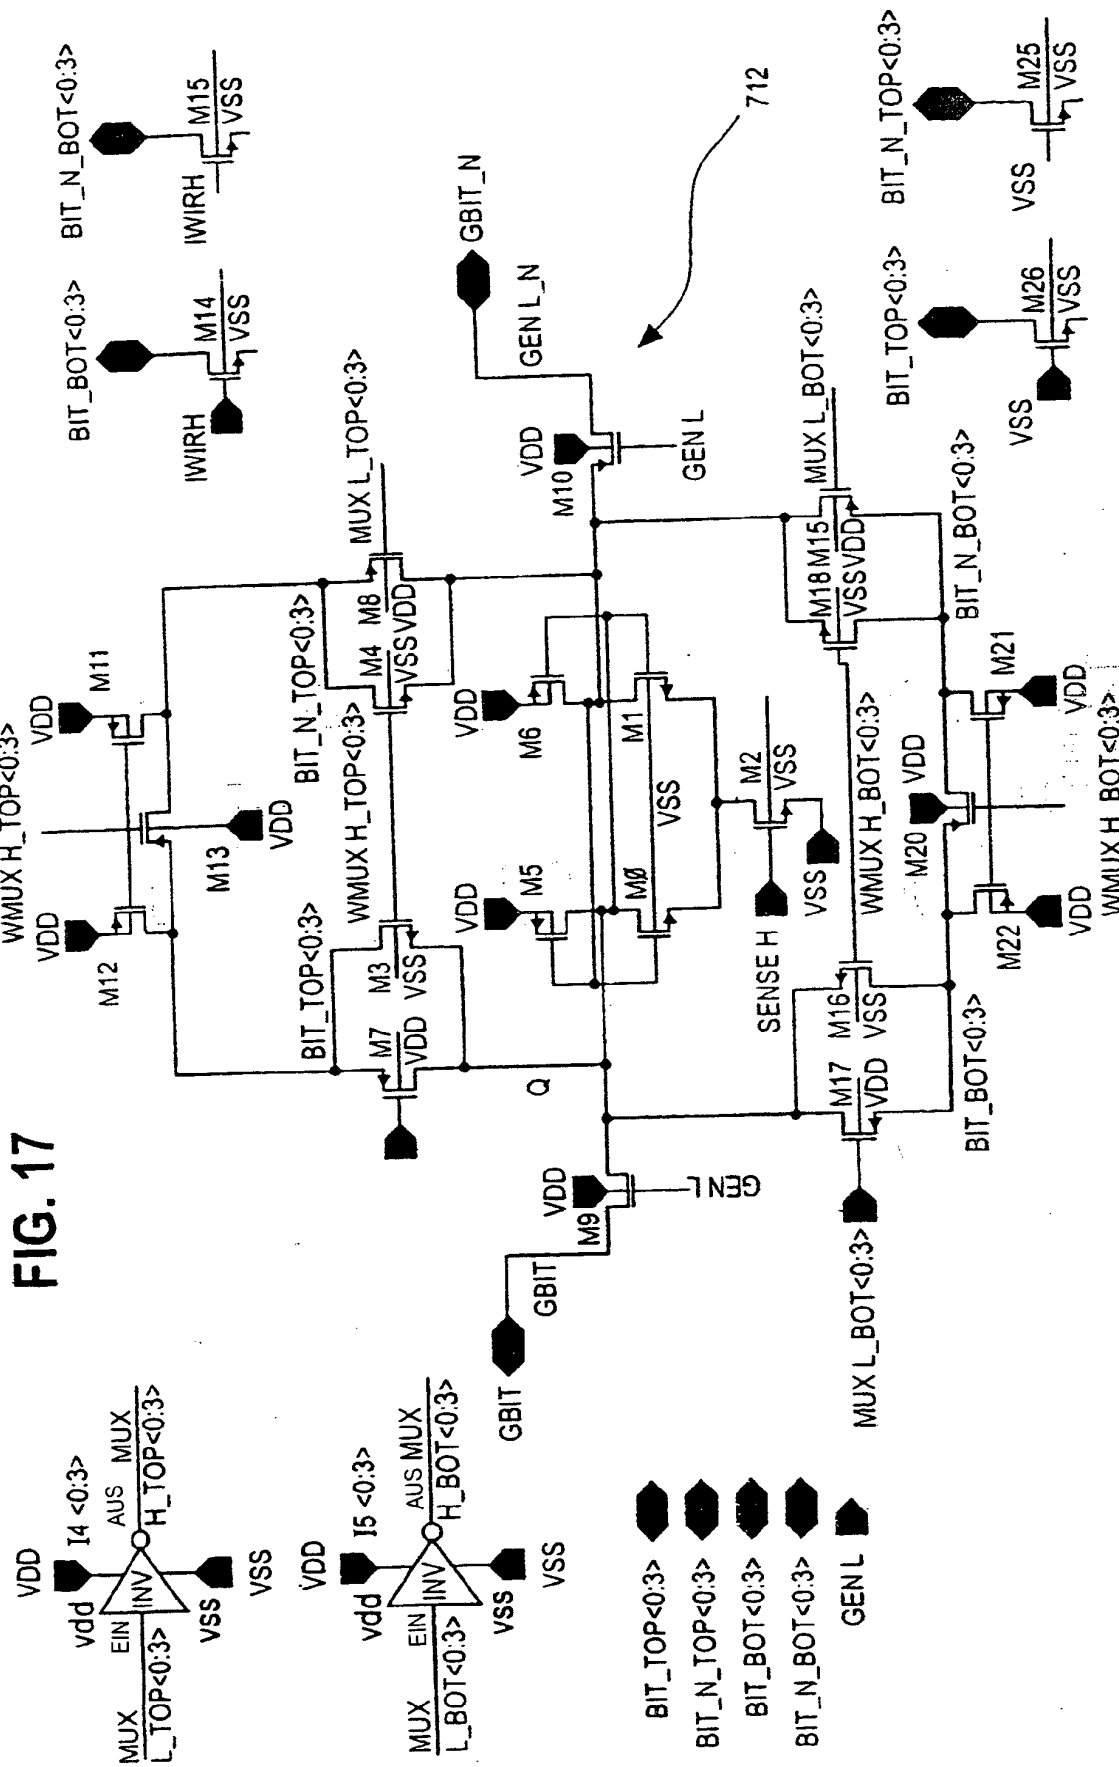 FIG. 17
VDD
vdd
I4 <0:3>
EIN
INV
AUS
MUX
L_TOP<0:3>
MUX
H_TOP<0:3>
vss
VSS
VDD
vdd
I5 <0:3>
EIN
INV
AUS
MUX
L_BOT<0:3>
MUX
H_BOT<0:3>
vss
VSS
BIT_TOP<0:3>
BIT_N_TOP<0:3>
BIT_BOT<0:3>
BIT_N_BOT<0:3>
GEN L
WMUX H_TOP<0:3>
VDD
M12
VDD
M11
M13
VDD
BIT_TOP<0:3>
M7
VDD
M3
VSS
WMUX H_TOP<0:3>
BIT_N_TOP<0:3>
M4
VSS
M8
VDD
MUX L_TOP<0:3>
Q
VDD
M5
VDD
M6
MØ
VSS
M1
SENSE H
M2
VSS
VSS
GBIT
GBIT
M9
VDD
GEN L
M10
VDD
GEN L
GEN L_N
GBIT_N
712
MUX L_BOT<0:3>
M17
VDD
M16
VSS
WMUX H_BOT<0:3>
M18
VSS
M15
VDD
MUX L_BOT<0:3>
BIT_BOT<0:3>
BIT_N_BOT<0:3>
M20
VDD
M22
VDD
M21
VDD
WMUX H_BOT<0:3>
BIT_BOT<0:3>
IWIRH
M14
VSS
BIT_N_BOT<0:3>
IWIRH
M15
VSS
BIT_TOP<0:3>
VSS
M26
VSS
BIT_N_TOP<0:3>
VSS
M25
VSS